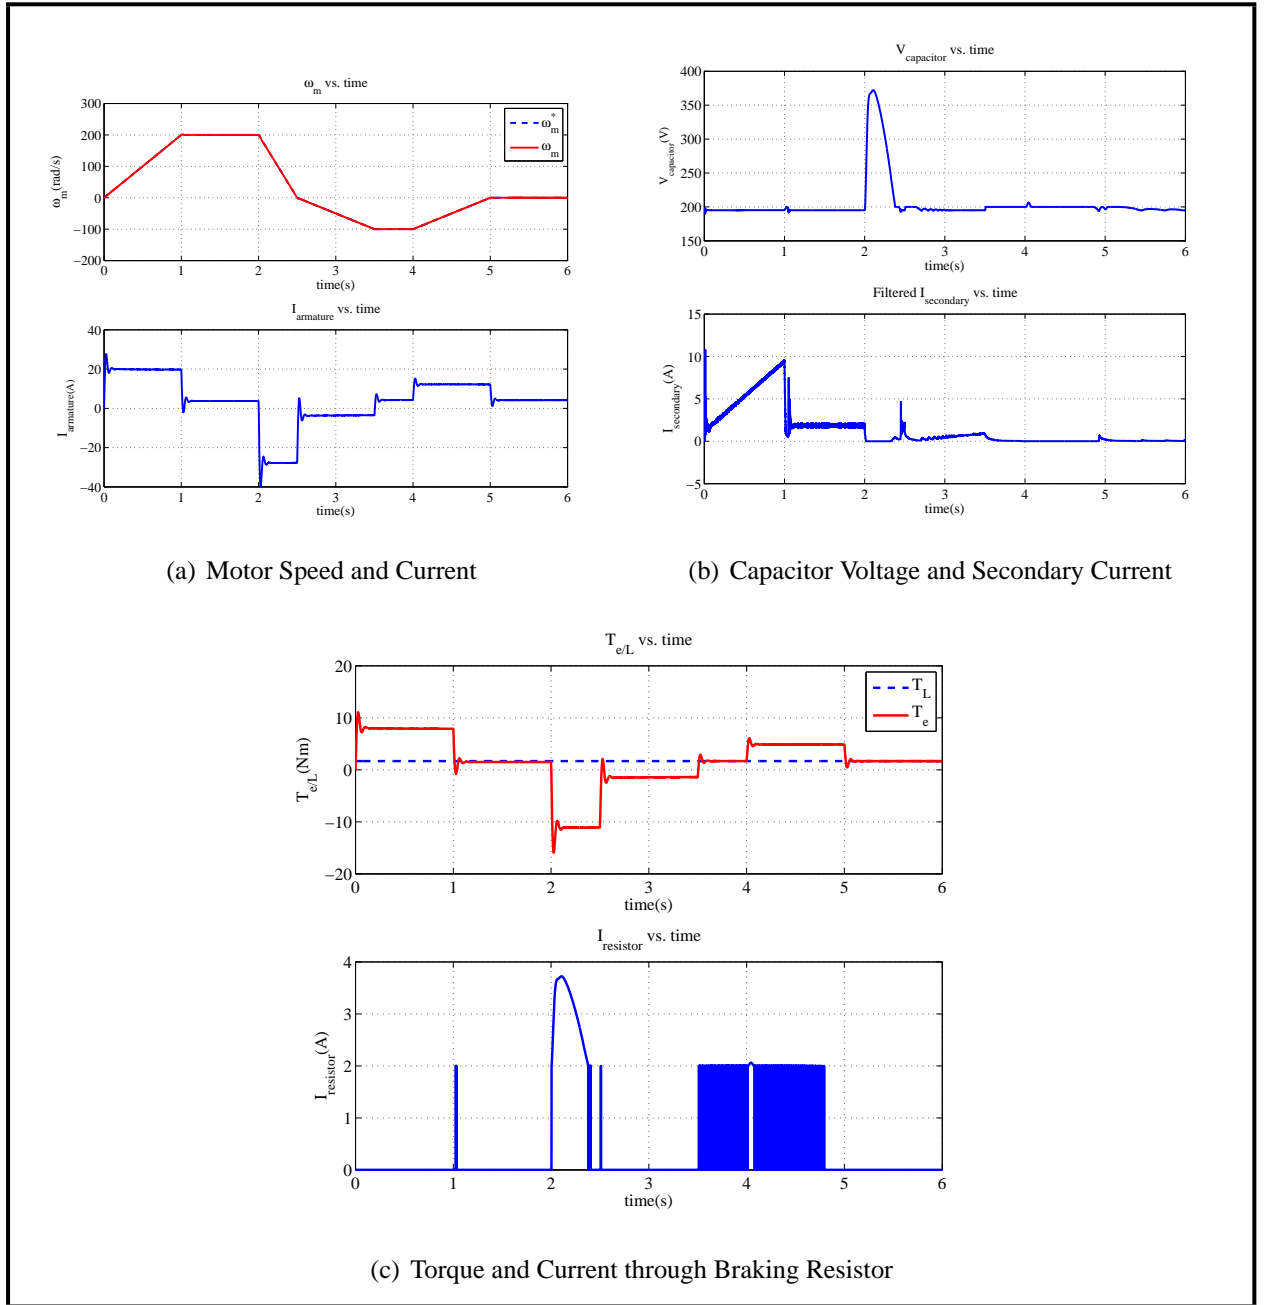 ω_m vs. time
300
200
100
0
−100
−200
ω_m (rad/s)
ω_m^*
ω_m
0 1 2 3 4 5 6
time(s)
I_armature vs. time
40
20
0
−20
−40
I_armature(A)
0 1 2 3 4 5 6
time(s)
(a) Motor Speed and Current
V_capacitor vs. time
400
350
300
250
200
150
V_capacitor(V)
0 1 2 3 4 5 6
time(s)
Filtered I_secondary vs. time
15
10
5
0
−5
I_secondary(A)
0 1 2 3 4 5 6
time(s)
(b) Capacitor Voltage and Secondary Current
T_e/L vs. time
20
10
0
−10
−20
T_e/L(Nm)
T_L
T_e
0 1 2 3 4 5 6
time(s)
I_resistor vs. time
4
3
2
1
0
I_resistor(A)
0 1 2 3 4 5 6
time(s)
(c) Torque and Current through Braking Resistor